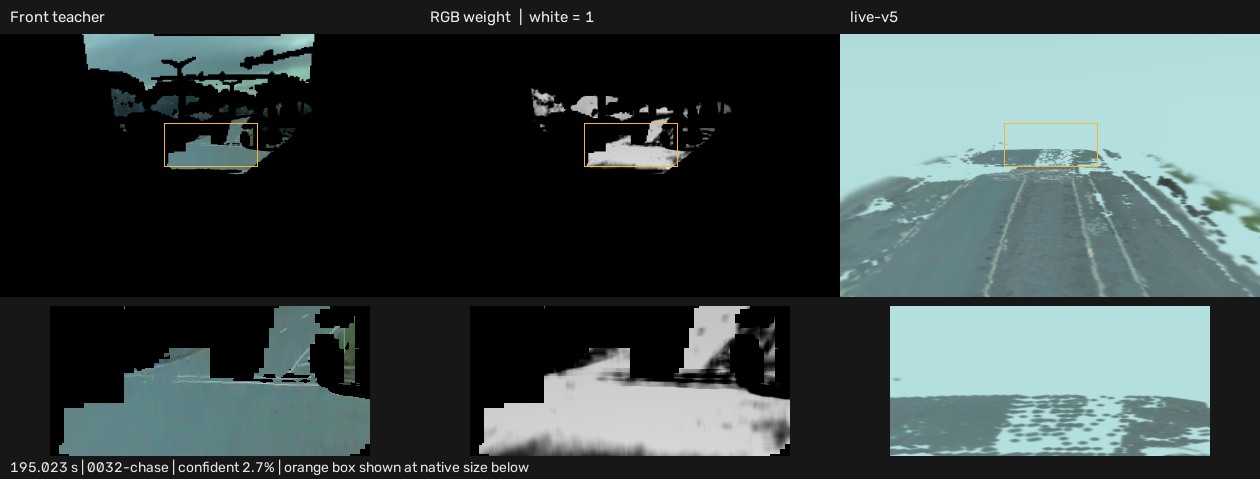 Front teacher
RGB weight | white = 1
live-v5
195.023 s | 0032-chase | confident 2.7% | orange box shown at native size below